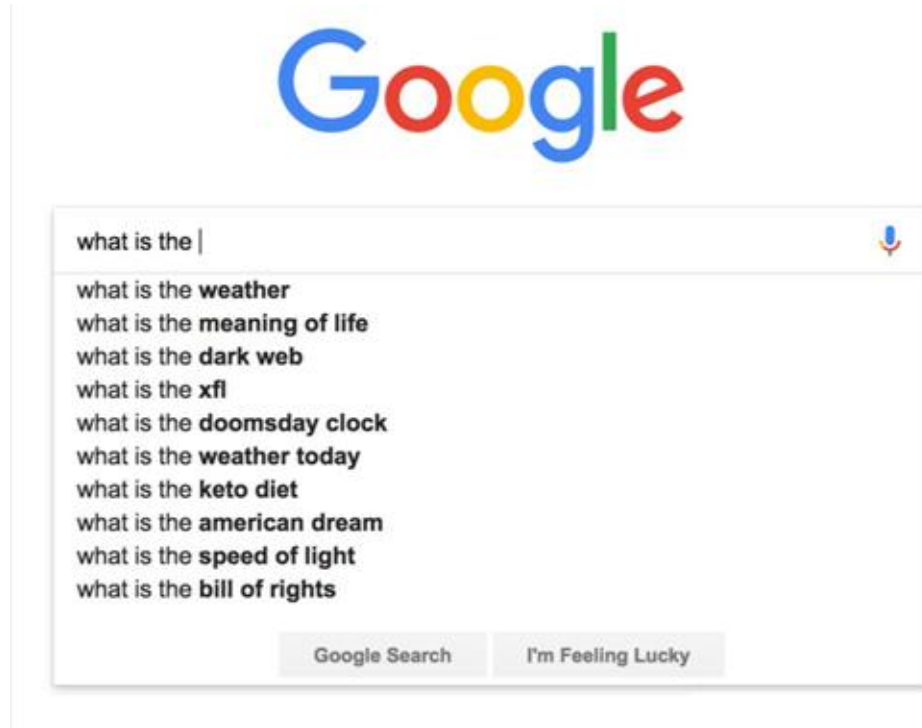 Google
what is the
what is the weather
what is the meaning of life
what is the dark web
what is the xfl
what is the doomsday clock
what is the weather today
what is the keto diet
what is the american dream
what is the speed of light
what is the bill of rights
Google Search I'm Feeling Lucky